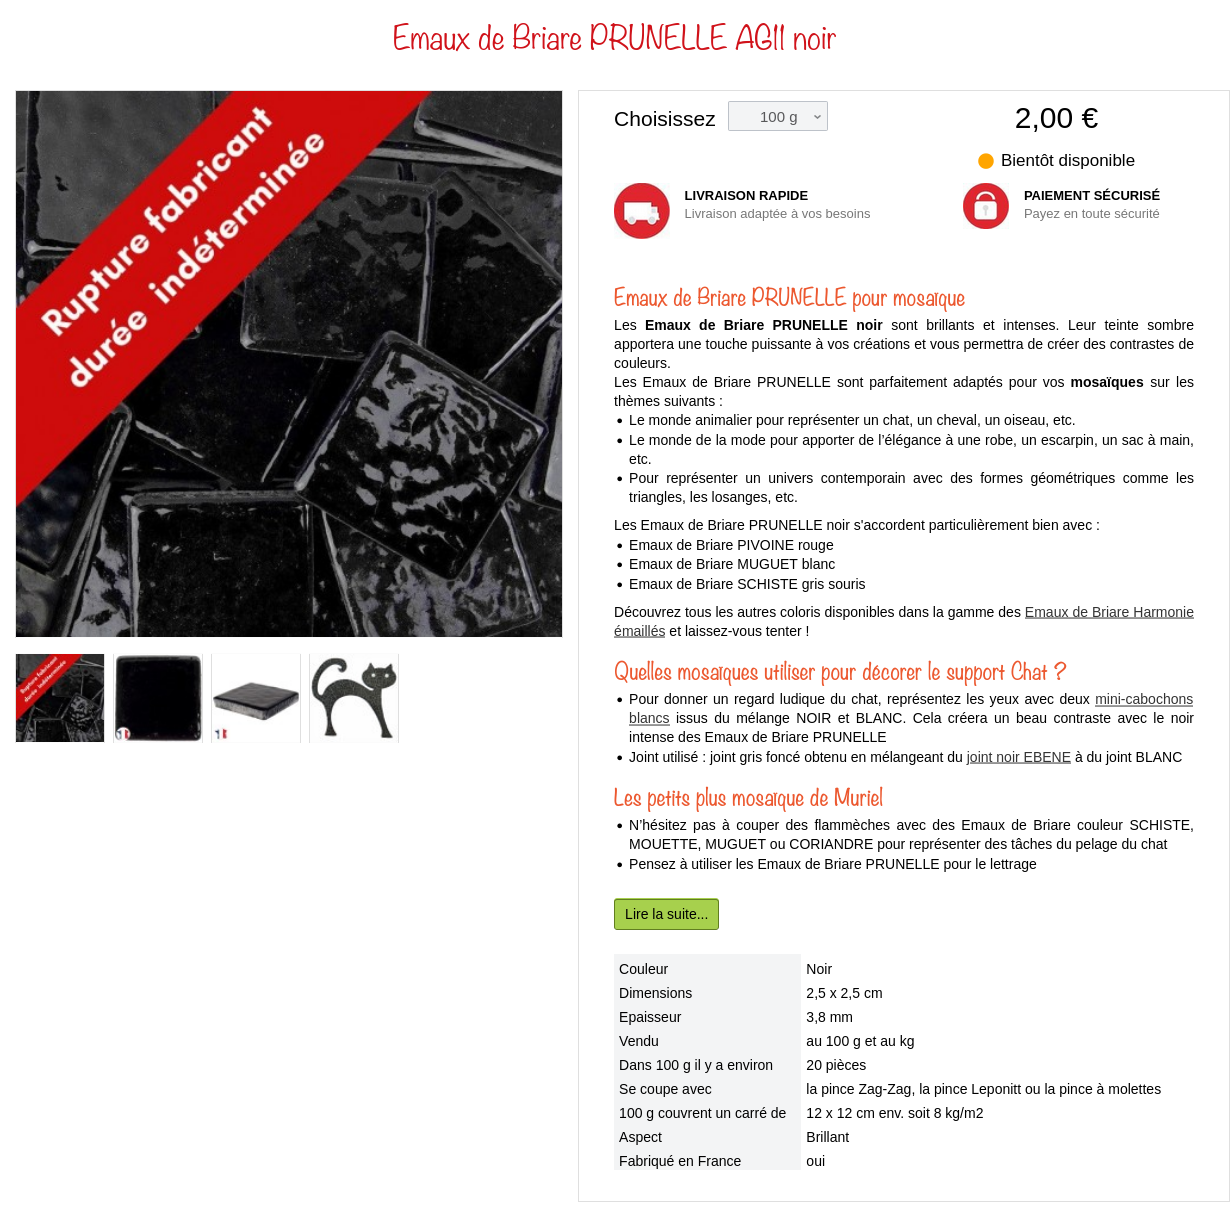 Emaux de Briare PRUNELLE AG11 noir
Rupture fabricant
durée indéterminée
Choisissez
100 g
2,00 €
Bientôt disponible
LIVRAISON RAPIDE
Livraison adaptée à vos besoins
PAIEMENT SÉCURISÉ
Payez en toute sécurité
Emaux de Briare PRUNELLE pour mosaïque
Les Emaux de Briare PRUNELLE noir sont brillants et intenses. Leur teinte sombre
apportera une touche puissante à vos créations et vous permettra de créer des contrastes de
couleurs.
Les Emaux de Briare PRUNELLE sont parfaitement adaptés pour vos mosaïques sur les
thèmes suivants :
• Le monde animalier pour représenter un chat, un cheval, un oiseau, etc.
• Le monde de la mode pour apporter de l'élégance à une robe, un escarpin, un sac à main,
etc.
• Pour représenter un univers contemporain avec des formes géométriques comme les
triangles, les losanges, etc.
Les Emaux de Briare PRUNELLE noir s'accordent particulièrement bien avec :
• Emaux de Briare PIVOINE rouge
• Emaux de Briare MUGUET blanc
• Emaux de Briare SCHISTE gris souris
Découvrez tous les autres coloris disponibles dans la gamme des Emaux de Briare Harmonie
émaillés et laissez-vous tenter !
Quelles mosaïques utiliser pour décorer le support Chat ?
• Pour donner un regard ludique du chat, représentez les yeux avec deux mini-cabochons
blancs issus du mélange NOIR et BLANC. Cela créera un beau contraste avec le noir
intense des Emaux de Briare PRUNELLE
• Joint utilisé : joint gris foncé obtenu en mélangeant du joint noir EBENE à du joint BLANC
Les petits plus mosaïque de Muriel
• N'hésitez pas à couper des flammèches avec des Emaux de Briare couleur SCHISTE,
MOUETTE, MUGUET ou CORIANDRE pour représenter des tâches du pelage du chat
• Pensez à utiliser les Emaux de Briare PRUNELLE pour le lettrage
Lire la suite...
Couleur Noir
Dimensions 2,5 x 2,5 cm
Epaisseur 3,8 mm
Vendu au 100 g et au kg
Dans 100 g il y a environ 20 pièces
Se coupe avec la pince Zag-Zag, la pince Leponitt ou la pince à molettes
100 g couvrent un carré de 12 x 12 cm env. soit 8 kg/m2
Aspect Brillant
Fabriqué en France oui
Rupture fabricant
durée indéterminée